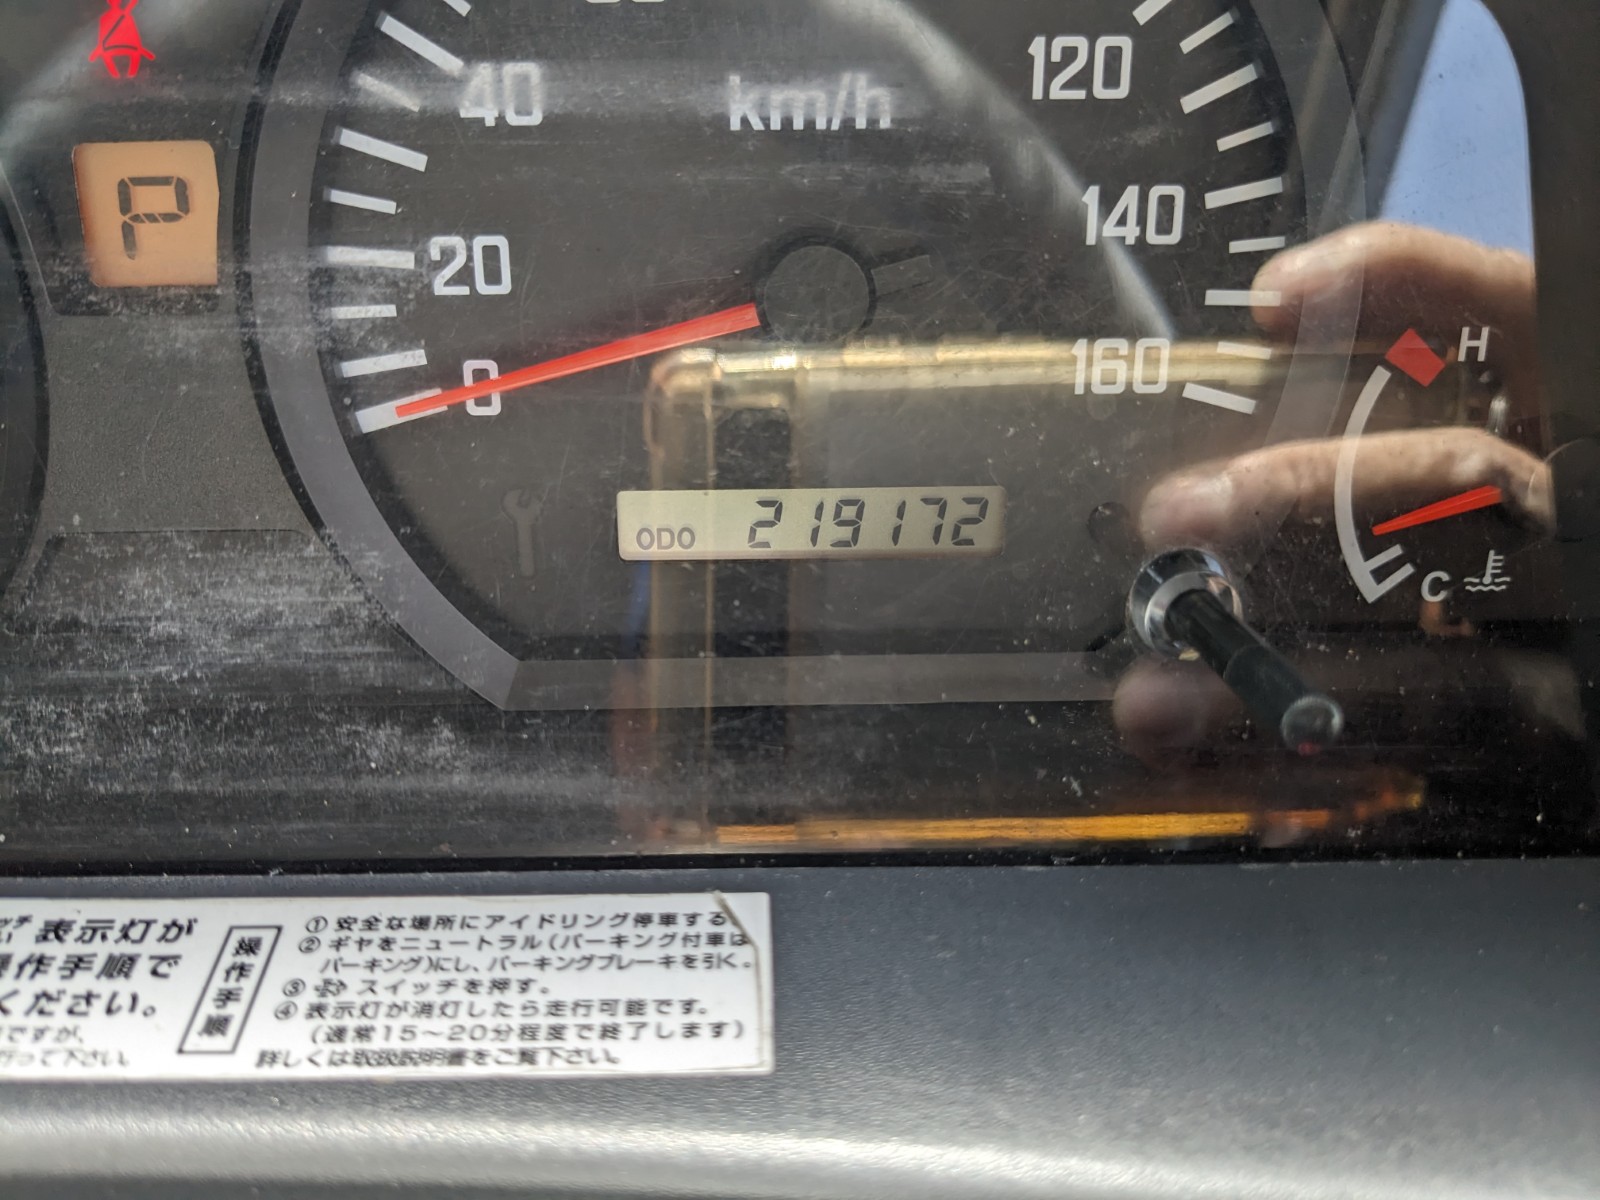 40
km/h
120
P
140
20
160
0
H
ODO 219172
C
表示灯が
作手順で
ください。
ですが、
行って下さい。
操作手順
① 安全な場所にアイドリング停車する
② ギヤをニュートラル(パーキング付車は
パーキング)にし、パーキングブレーキを引く。
③ スイッチを押す。
④ 表示灯が消灯したら走行可能です。
(通常15～20分程度で終了します)
詳しくは取扱説明書をご覧下さい。